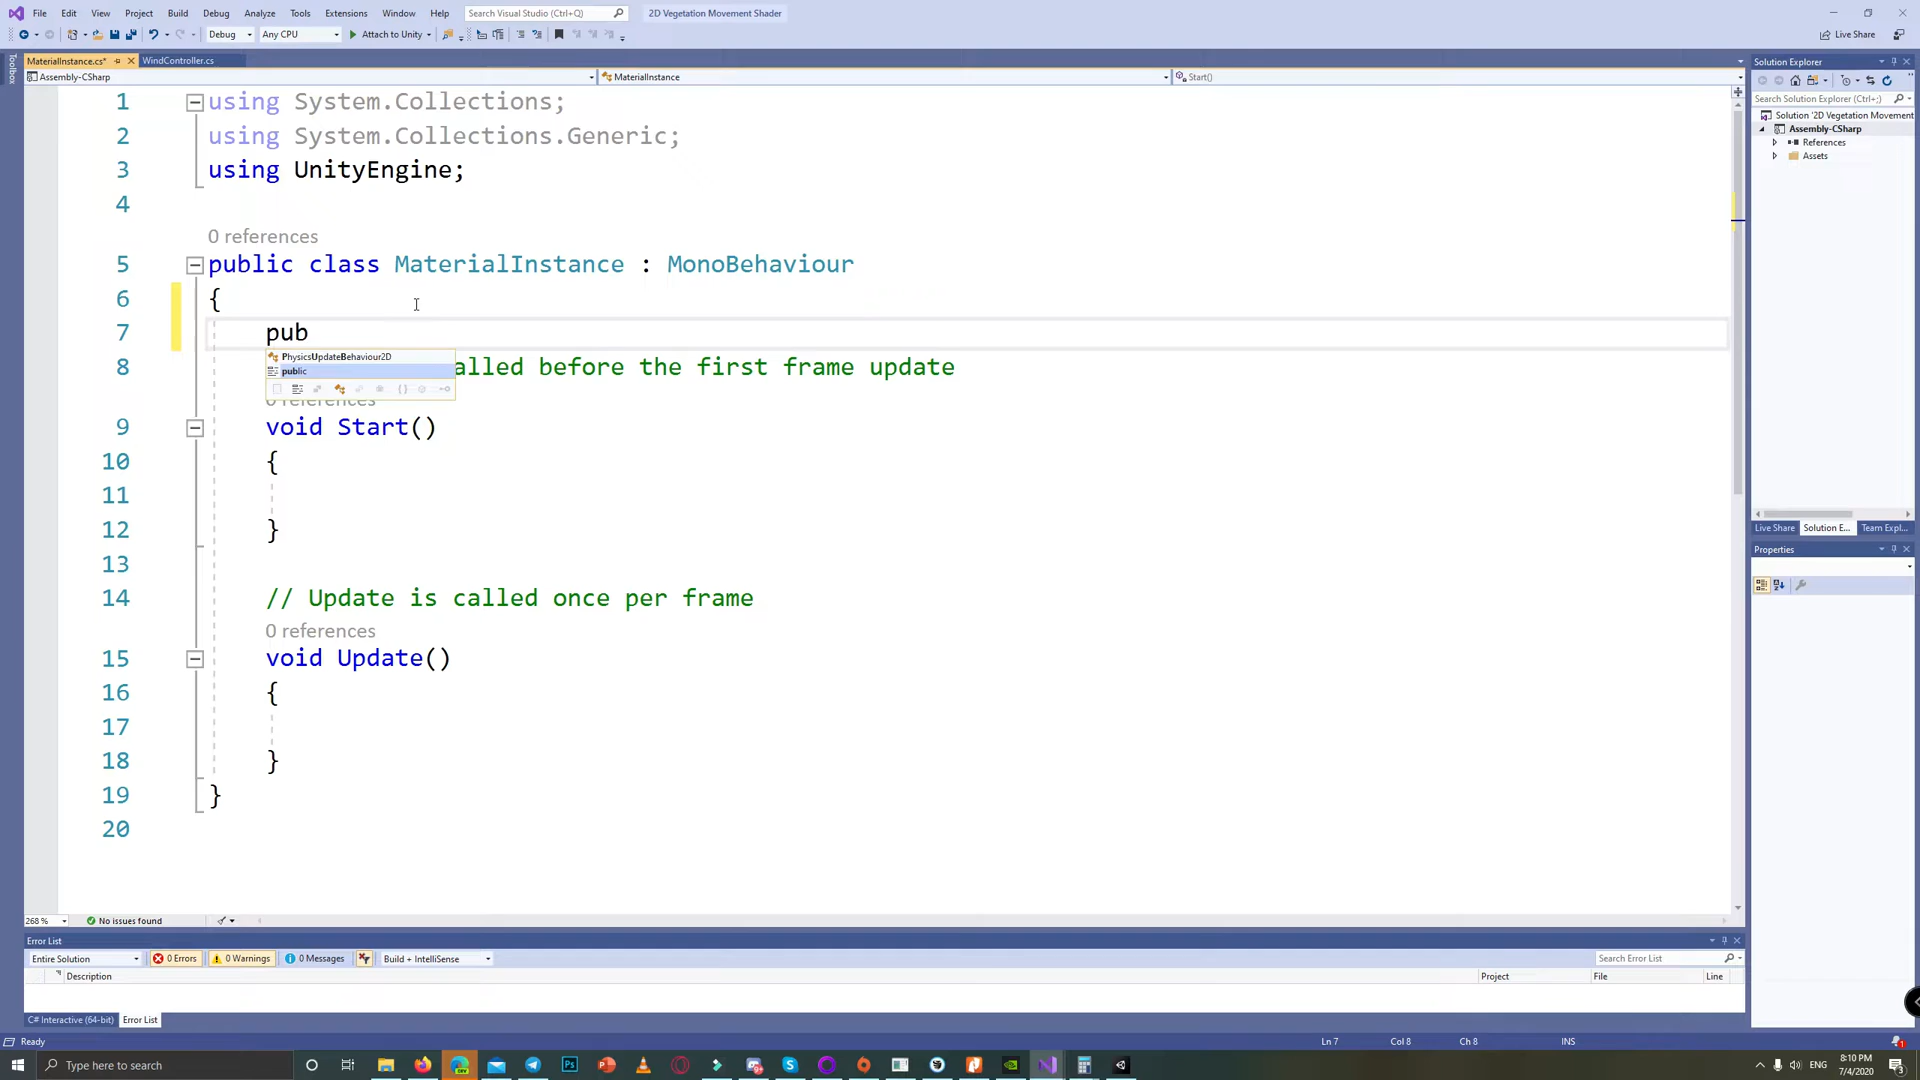 File Edit View Project Build Debug Analyze Tools Extensions Window Help Search Visual Studio (Ctrl+Q) 2D Vegetation Movement Shader
Debug Any CPU Attach to Unity Live Share
Toolbox
MaterialInstance.cs* WindController.cs
Assembly-CSharp MaterialInstance Start()
1 using System.Collections;
2 using System.Collections.Generic;
3 using UnityEngine;
4
0 references
5 public class MaterialInstance : MonoBehaviour
6 {
7 pub
PhysicsUpdateBehaviour2D
public
8 alled before the first frame update
0 references
9 void Start()
10 {
11
12 }
13
14 // Update is called once per frame
0 references
15 void Update()
16 {
17
18 }
19 }
20
268 % No issues found
Error List
Entire Solution 0 Errors 0 Warnings 0 Messages Build + IntelliSense Search Error List
Description Project File Line
C# Interactive (64-bit) Error List
Solution Explorer
Search Solution Explorer (Ctrl+;)
Solution '2D Vegetation Movement
Assembly-CSharp
References
Assets
Live Share Solution E... Team Expl...
Properties
Ready Ln 7 Col 8 Ch 8 INS
Type here to search ENG 8:10 PM
7/4/2020